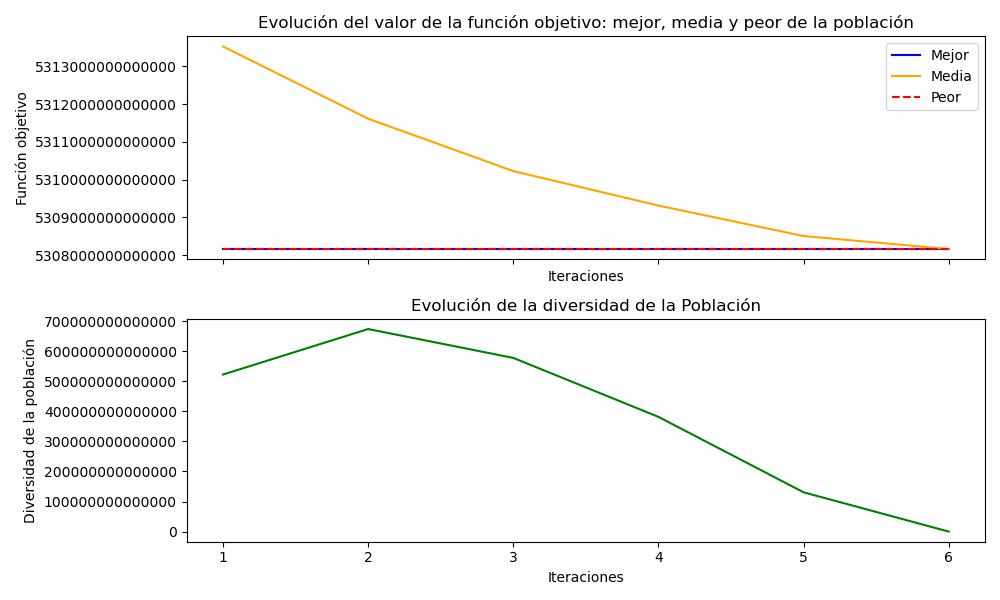 Evolución del valor de la función objetivo: mejor, media y peor de la población
5313000000000000
5312000000000000
5311000000000000
5310000000000000
5309000000000000
5308000000000000
Función objetivo
Mejor
Media
Peor
Iteraciones
Evolución de la diversidad de la Población
700000000000000
600000000000000
500000000000000
400000000000000
300000000000000
200000000000000
100000000000000
0
Diversidad de la población
1 2 3 4 5 6
Iteraciones